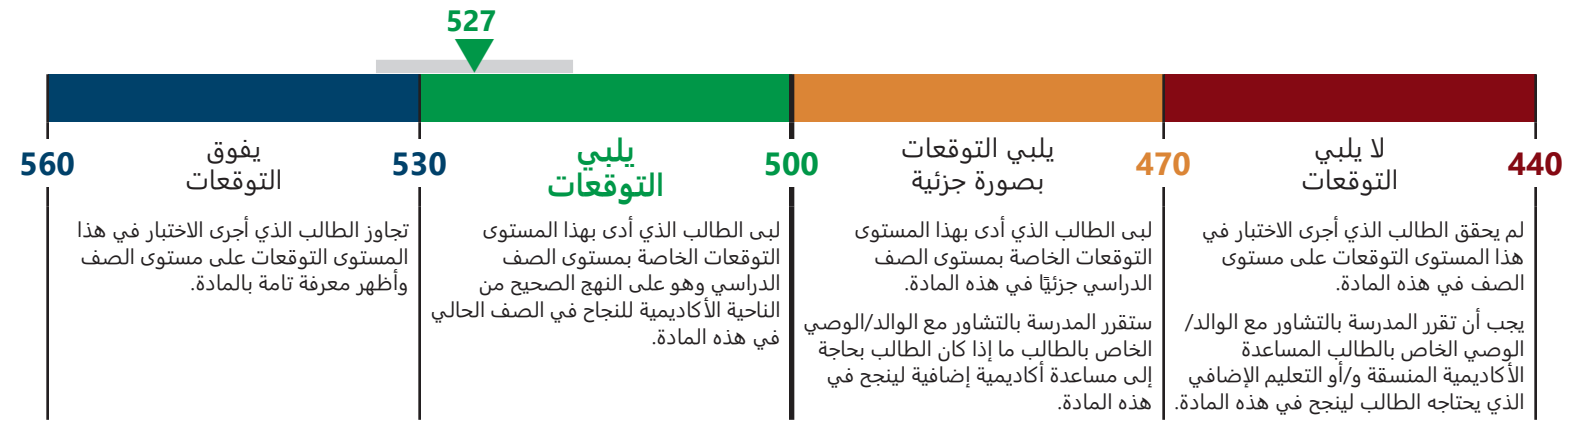 527
440
لا يلبي
التوقعات
470
يلبي التوقعات
بصورة جزئية
500
يلبي
التوقعات
530
يفوق
التوقعات
560
لم يحقق الطالب الذي أجرى الاختبار في
هذا المستوى التوقعات على مستوى
الصف في هذه المادة.
يجب أن تقرر المدرسة بالتشاور مع الوالد/
الوصي الخاص بالطالب المساعدة
الأكاديمية المنسقة و/أو التعليم الإضافي
الذي يحتاجه الطالب لينجح في هذه المادة.
لبى الطالب الذي أدى بهذا المستوى
التوقعات الخاصة بمستوى الصف
الدراسي جزئيًا في هذه المادة.
ستقرر المدرسة بالتشاور مع الوالد/الوصي
الخاص بالطالب ما إذا كان الطالب بحاجة
إلى مساعدة أكاديمية إضافية لينجح في
هذه المادة.
لبى الطالب الذي أدى بهذا المستوى
التوقعات الخاصة بمستوى الصف
الدراسي وهو على النهج الصحيح من
الناحية الأكاديمية للنجاح في الصف الحالي
في هذه المادة.
تجاوز الطالب الذي أجرى الاختبار في هذا
المستوى التوقعات على مستوى الصف
وأظهر معرفة تامة بالمادة.